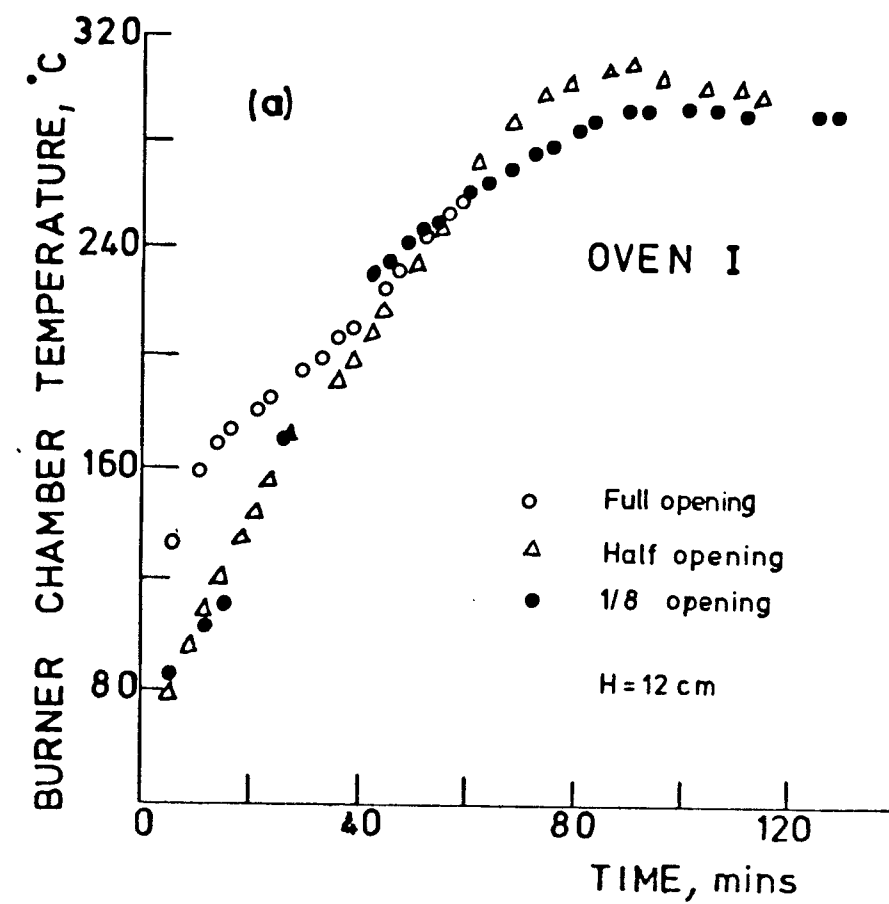 BURNER CHAMBER TEMPERATURE, °C
320
240
160
80
(a)
OVEN I
Full opening
Half opening
1/8 opening
H = 12 cm
0 40 80 120
TIME, mins